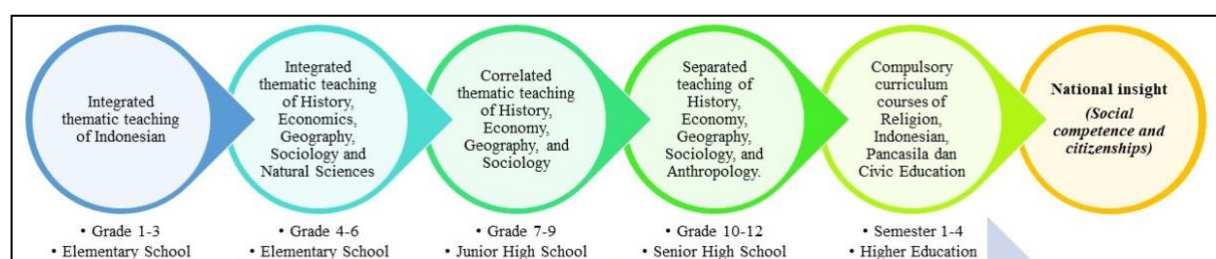 Integrated
thematic teaching
of Indonesian
Integrated
thematic teaching
of History,
Economics,
Geography,
Sociology and
Natural Sciences
Correlated
thematic teaching
of History,
Economy,
Geography, and
Sociology
Separated
teaching of
History,
Economy,
Geography,
Sociology, and
Anthropology.
Compulsory
curriculum
courses of
Religion,
Indonesian,
Pancasila dan
Civic Education
National insight
(Social
competence and
citizenships)
• Grade 1-3
• Elementary School
• Grade 4-6
• Elementary School
• Grade 7-9
• Junior High School
• Grade 10-12
• Senior High School
• Semester 1-4
• Higher Education